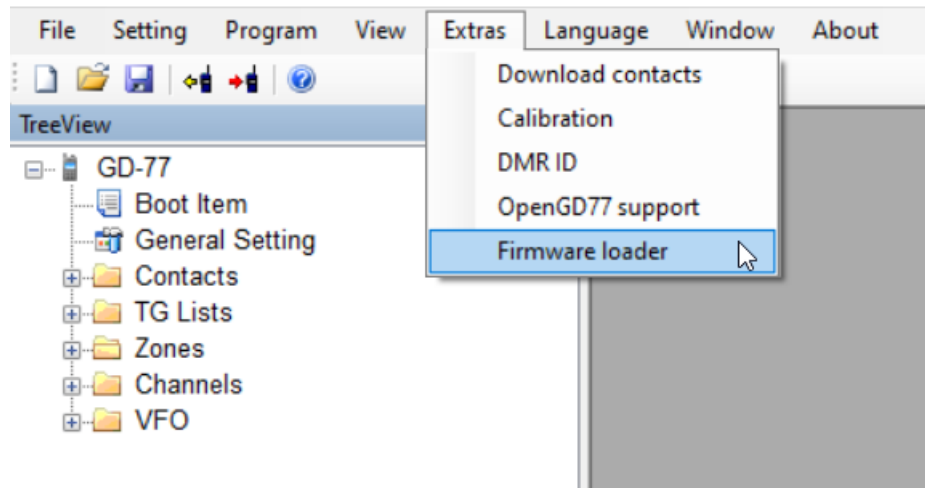 File Setting Program View Extras Language Window About
Download contacts
Calibration
DMR ID
OpenGD77 support
Firmware loader
TreeView
GD-77
Boot Item
General Setting
Contacts
TG Lists
Zones
Channels
VFO